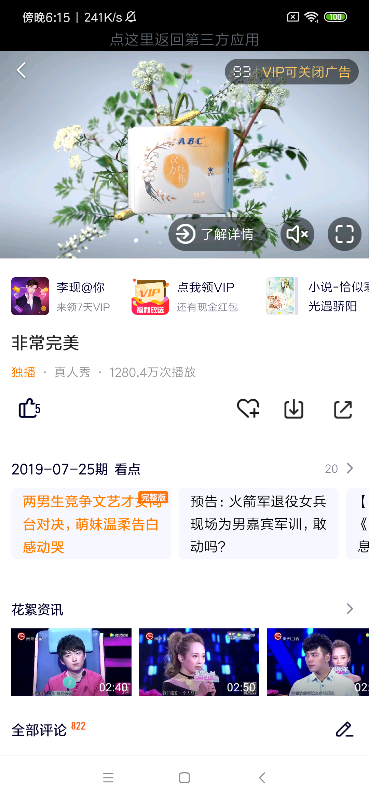 傍晚6:15 | 241K/s
100
点这里返回第三方应用
83 VIP可关闭广告
ABC
了解详情
李现@你
来领7天VIP
VIP
点我领VIP
还有现金红包
小说-恰似寒
光遇骄阳
非常完美
独播 · 真人秀 · 1280.4万次播放
5
2019-07-25期 看点
20
两男生竞争文艺才女同
台对决，萌妹温柔告白
感动哭
完整版
预告：火箭军退役女兵
现场为男嘉宾军训，敢
动吗？
【
《
息
花絮资讯
02:40
02:50
02:36
全部评论
822